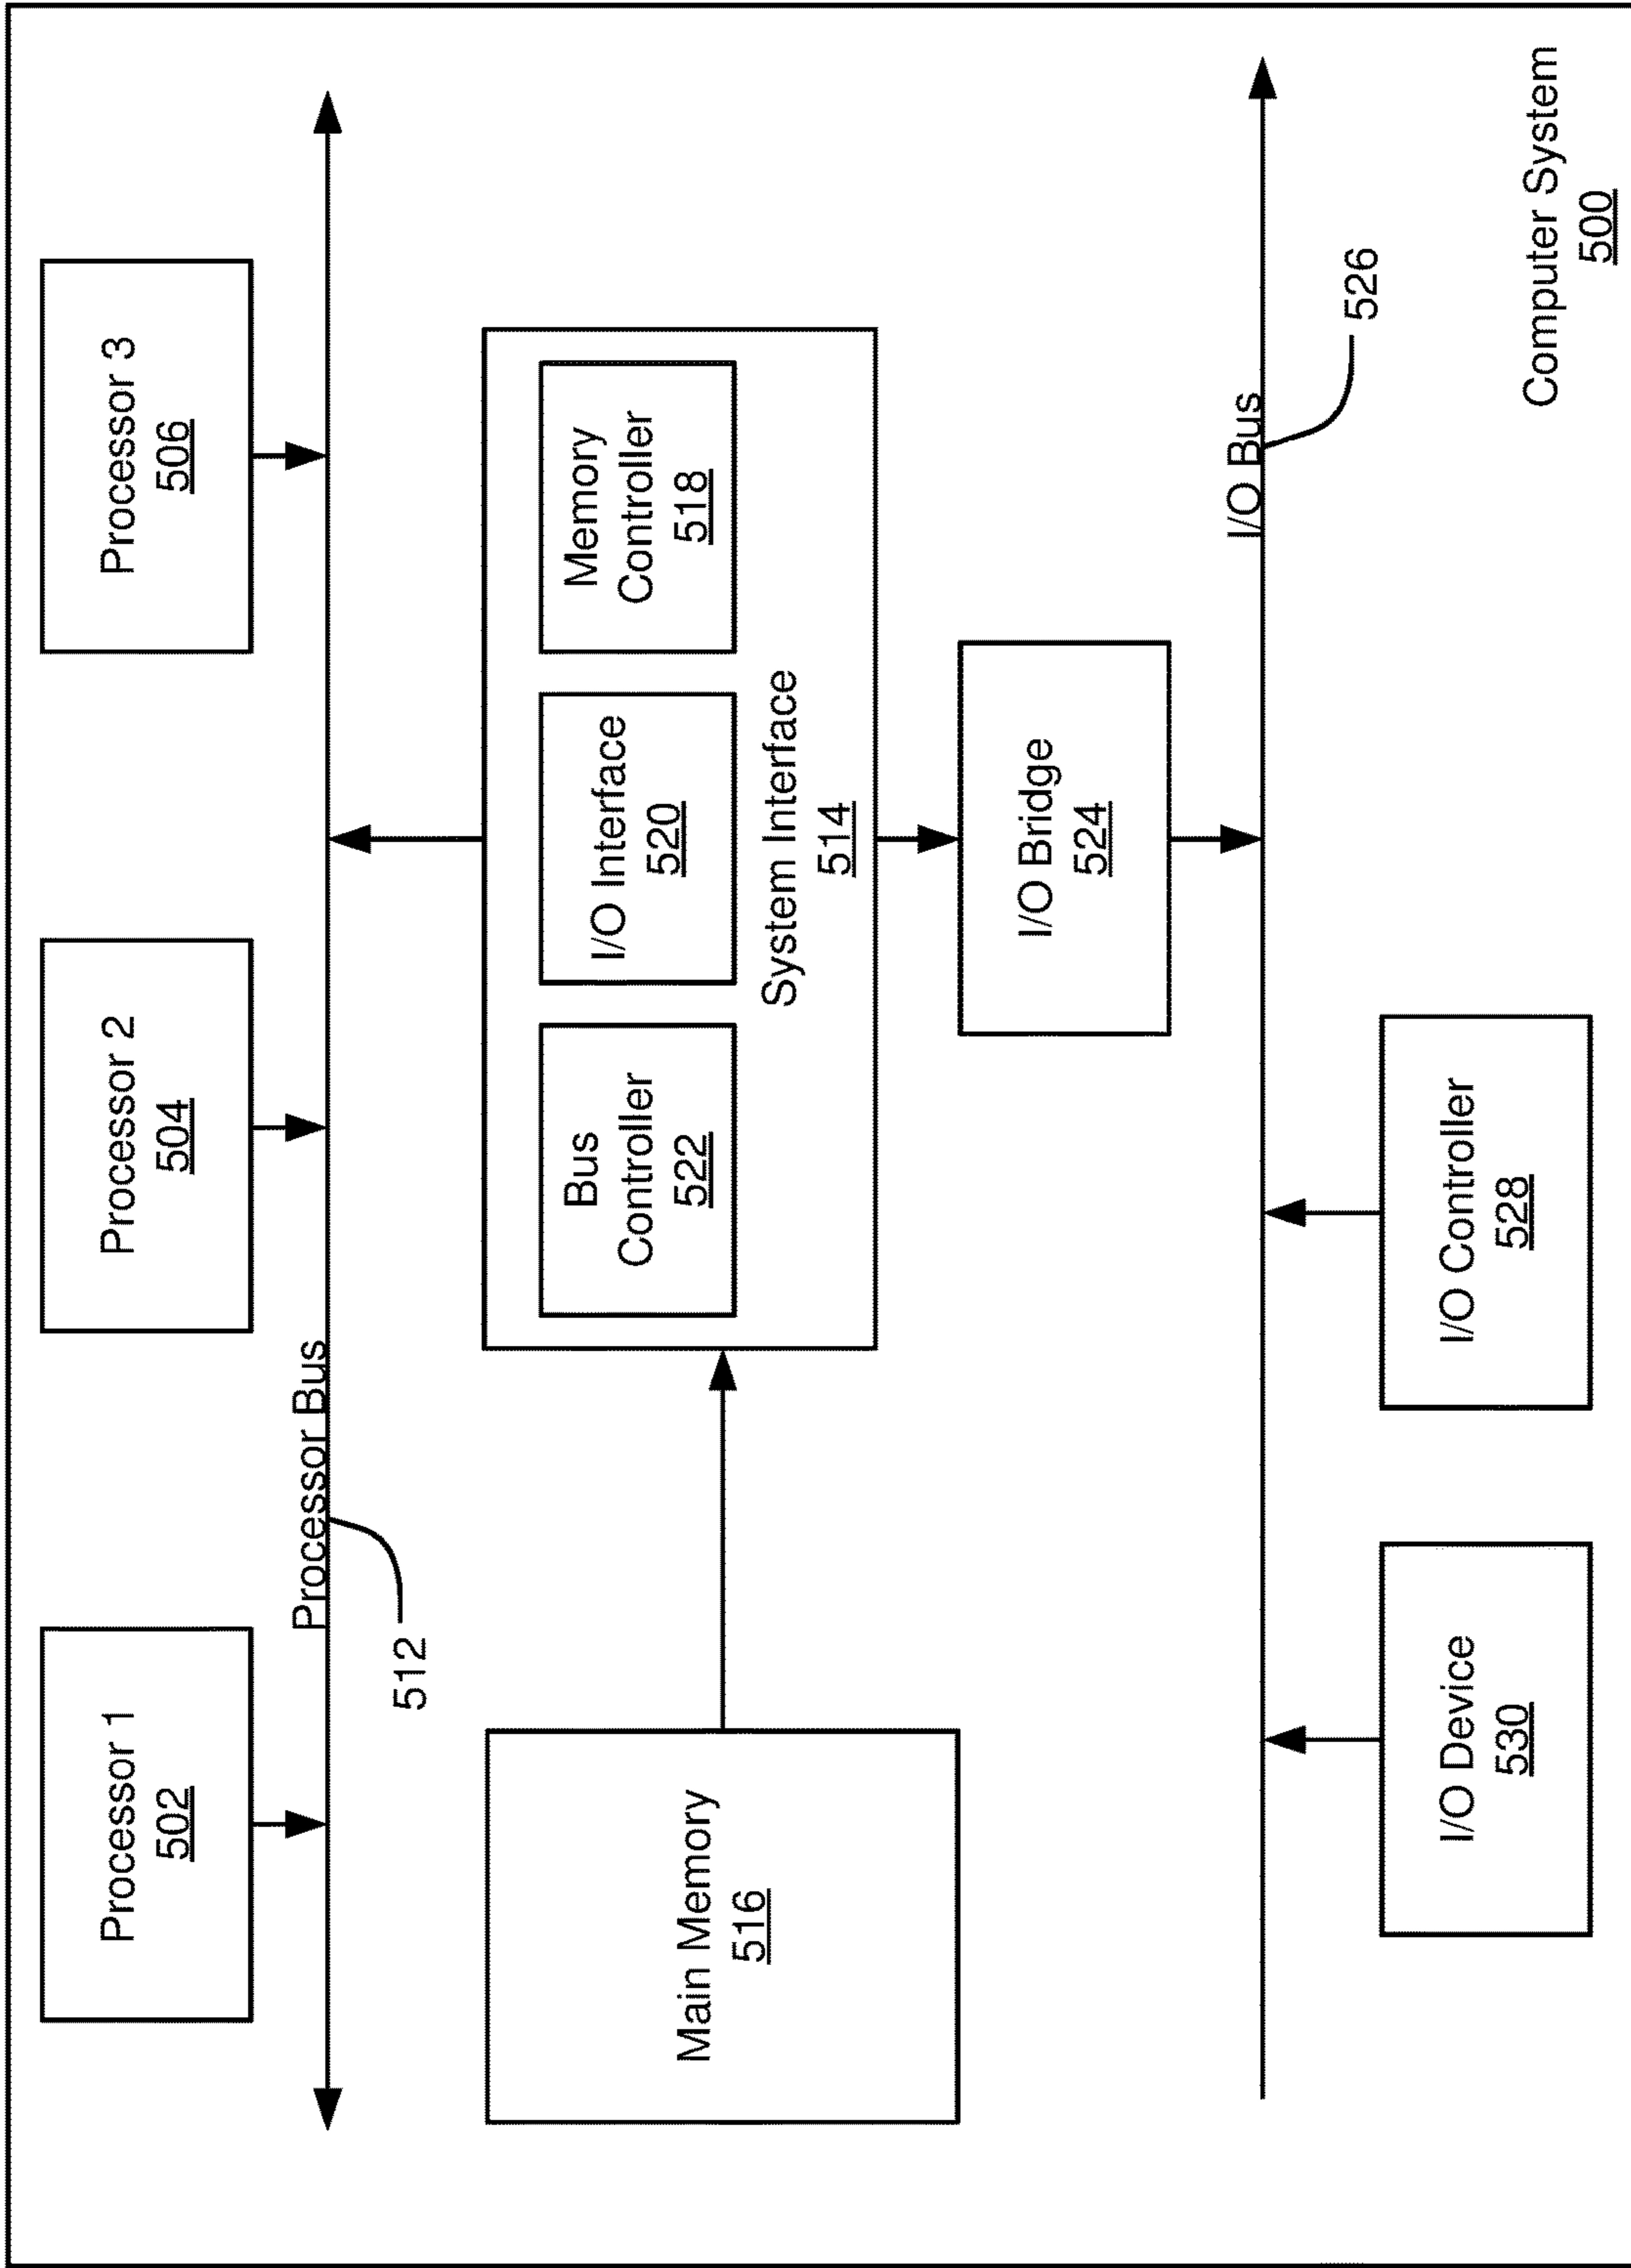 Processor 1
502
Processor 2
504
Processor 3
506
Processor Bus
512
Main Memory
516
Bus
Controller
522
I/O Interface
520
Memory
Controller
518
System Interface
514
I/O Bridge
524
I/O Bus
526
I/O Device
530
I/O Controller
528
Computer System
500